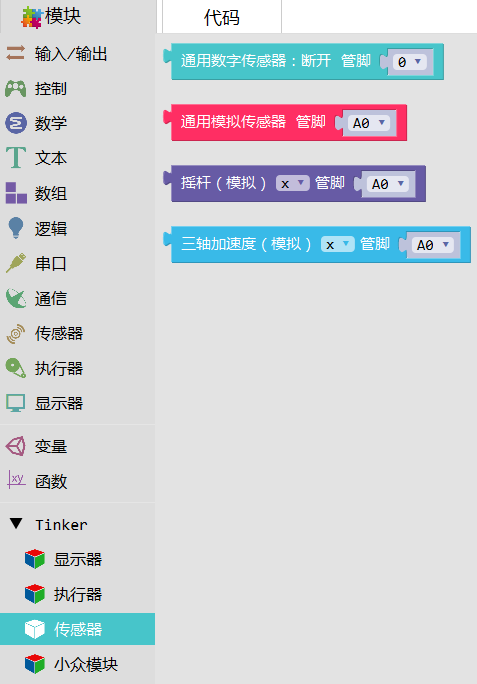 模块
代码
输入/输出
控制
数学
文本
数组
逻辑
串口
通信
传感器
执行器
显示器
变量
xy
函数
Tinker
显示器
执行器
传感器
小众模块
通用数字传感器：断开 管脚 0
通用模拟传感器 管脚 A0
摇杆（模拟） x 管脚 A0
三轴加速度（模拟） x 管脚 A0